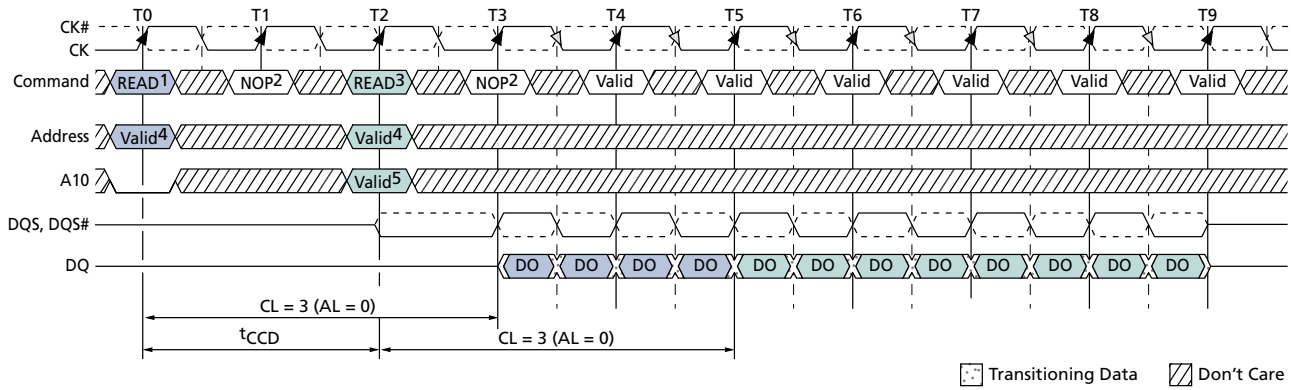 T0 T1 T2 T3 T4 T5 T6 T7 T8 T9
CK#
CK
Command READ1 NOP2 READ3 NOP2 Valid Valid Valid Valid Valid Valid
Address Valid4 Valid4
A10 Valid5
DQS, DQS#
DQ DO DO DO DO DO DO DO DO DO DO DO DO
CL = 3 (AL = 0)
tCCD CL = 3 (AL = 0)
Transitioning Data Don't Care